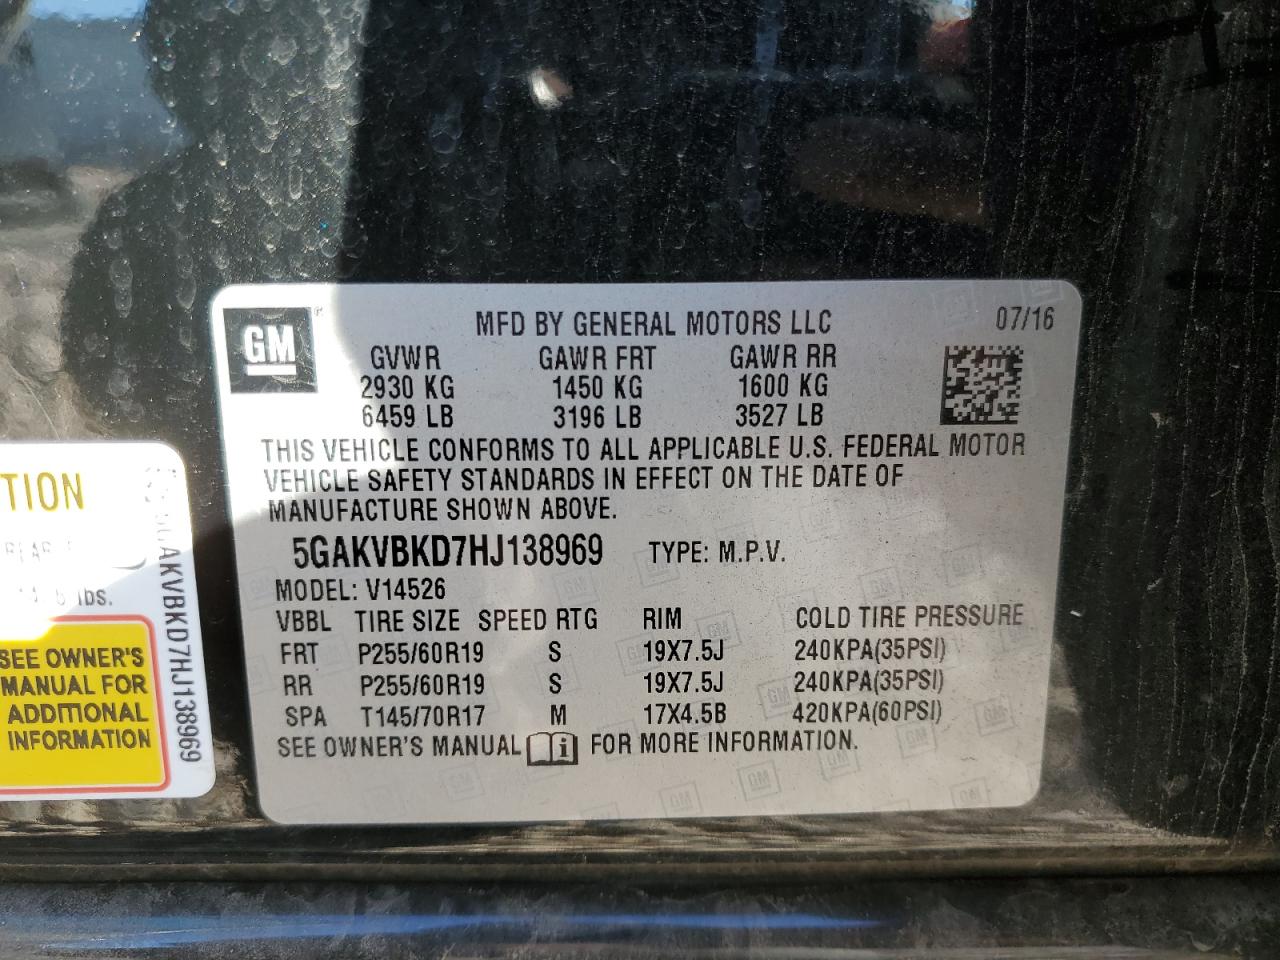 GM
MFD BY GENERAL MOTORS LLC 07/16
GVWR GAWR FRT GAWR RR
2930 KG 1450 KG 1600 KG
6459 LB 3196 LB 3527 LB
THIS VEHICLE CONFORMS TO ALL APPLICABLE U.S. FEDERAL MOTOR
VEHICLE SAFETY STANDARDS IN EFFECT ON THE DATE OF
MANUFACTURE SHOWN ABOVE.
5GAKVBKD7HJ138969 TYPE: M.P.V.
MODEL: V14526
VBBL TIRE SIZE SPEED RTG RIM COLD TIRE PRESSURE
FRT P255/60R19 S 19X7.5J 240KPA(35PSI)
RR P255/60R19 S 19X7.5J 240KPA(35PSI)
SPA T145/70R17 M 17X4.5B 420KPA(60PSI)
SEE OWNER'S MANUAL i FOR MORE INFORMATION.
TION
lbs.
SEE OWNER'S
MANUAL FOR
ADDITIONAL
INFORMATION